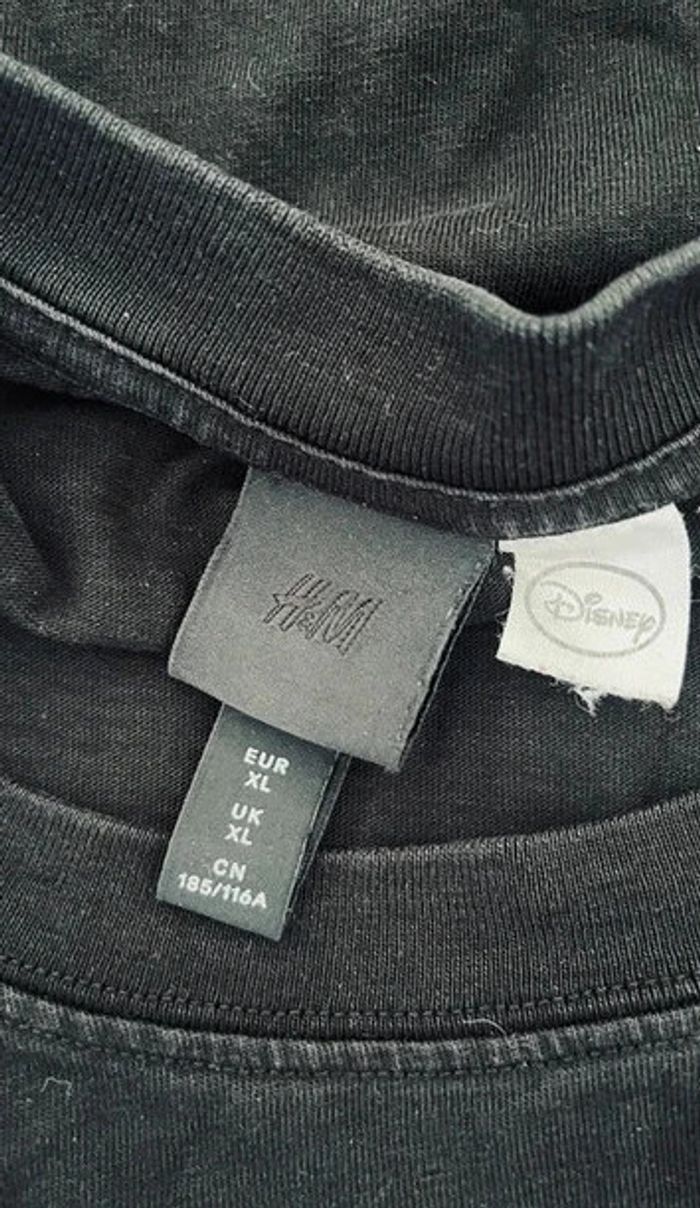 H&M
Disney
EUR
XL
UK
XL
CN
185/116A